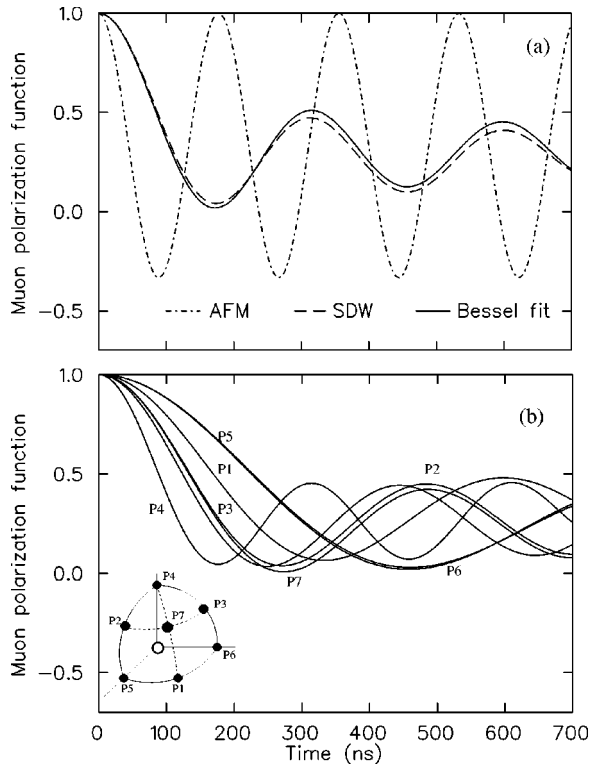 1.0
(a)
0.5
0.0
−0.5
Muon polarization function
AFM SDW Bessel fit
1.0
(b)
P5
P1
P2
0.5
P4
P3
0.0
P7
P6
P4
P2
P7
P3
P6
P5
P1
−0.5
Muon polarization function
0 100 200 300 400 500 600 700
Time (ns)